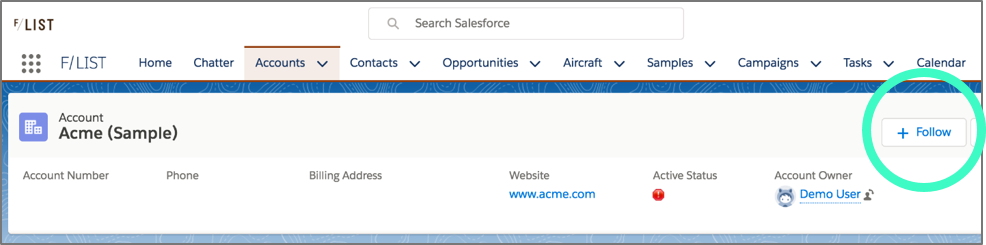 F/LIST
Search Salesforce
F/LIST Home Chatter Accounts Contacts Opportunities Aircraft Samples Campaigns Tasks Calendar
Account
Acme (Sample)
+ Follow
Account Number Phone Billing Address Website Active Status Account Owner
www.acme.com ! Demo User